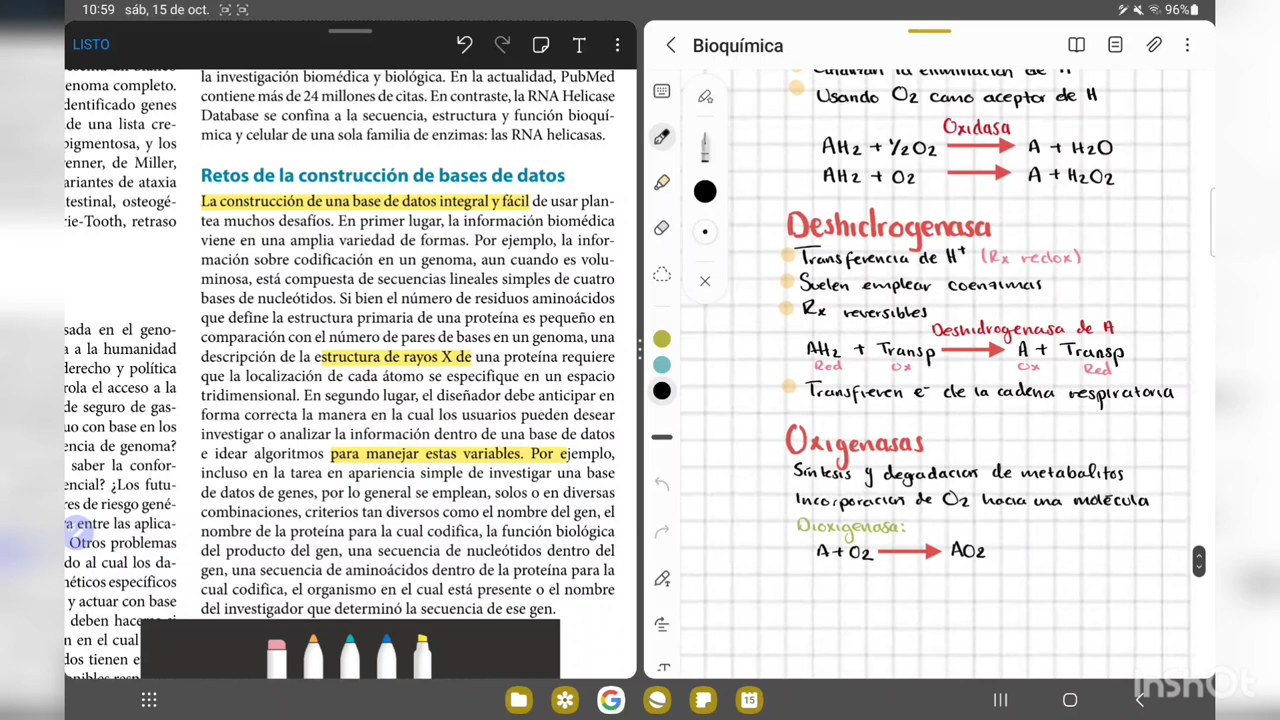 10:59 sáb, 15 de oct.
96%
LISTO
enoma completo.
dentificado genes
de una lista cre-
pigmentosa, y los
enner, de Miller,
ariantes de ataxia
testinal, osteogé-
rie-Tooth, retraso
sada en el geno-
a a la humanidad
derecho y política
rola el acceso a la
de seguro de gas-
uo con base en los
encia de genoma?
saber la confor-
encial? ¿Los futu-
res de riesgo gené-
ra entre las aplica-
Otros problemas
do al cual los da-
néticos específicos
y actuar con base
deben hacerse si
n en el cual
dos tienen e
la investigación biomédica y biológica. En la actualidad, PubMed
contiene más de 24 millones de citas. En contraste, la RNA Helicase
Database se confina a la secuencia, estructura y función bioquí-
mica y celular de una sola familia de enzimas: las RNA helicasas.
Retos de la construcción de bases de datos
La construcción de una base de datos integral y fácil de usar plan-
tea muchos desafíos. En primer lugar, la información biomédica
viene en una amplia variedad de formas. Por ejemplo, la infor-
mación sobre codificación en un genoma, aun cuando es volu-
minosa, está compuesta de secuencias lineales simples de cuatro
bases de nucleótidos. Si bien el número de residuos aminoácidos
que define la estructura primaria de una proteína es pequeño en
comparación con el número de pares de bases en un genoma, una
descripción de la estructura de rayos X de una proteína requiere
que la localización de cada átomo se especifique en un espacio
tridimensional. En segundo lugar, el diseñador debe anticipar en
forma correcta la manera en la cual los usuarios pueden desear
investigar o analizar la información dentro de una base de datos
e idear algoritmos para manejar estas variables. Por ejemplo,
incluso en la tarea en apariencia simple de investigar una base
de datos de genes, por lo general se emplean, solos o en diversas
combinaciones, criterios tan diversos como el nombre del gen, el
nombre de la proteína para la cual codifica, la función biológica
del producto del gen, una secuencia de nucleótidos dentro del
gen, una secuencia de aminoácidos dentro de la proteína para la
cual codifica, el organismo en el cual está presente o el nombre
del investigador que determinó la secuencia de ese gen.
Bioquímica
Catalizan la eliminación de H
Usando O2 como aceptor de H
Oxidasa
AH2 + 1/2O2 → A + H2O
AH2 + O2 → A + H2O2
Deshidrogenasa
Transferencia de H+ (Rx redox)
Suelen emplear coenzimas
Rx reversibles
Deshidrogenasa de A
AH2 + Transp → A + Transp
Red Ox Ox Red
Transfieren e- de la cadena respiratoria
Oxigenasas
Síntesis y degradación de metabolitos
Incorporación de O2 hacia una molécula
Dioxigenasa:
A + O2 → AO2
15
InShOt